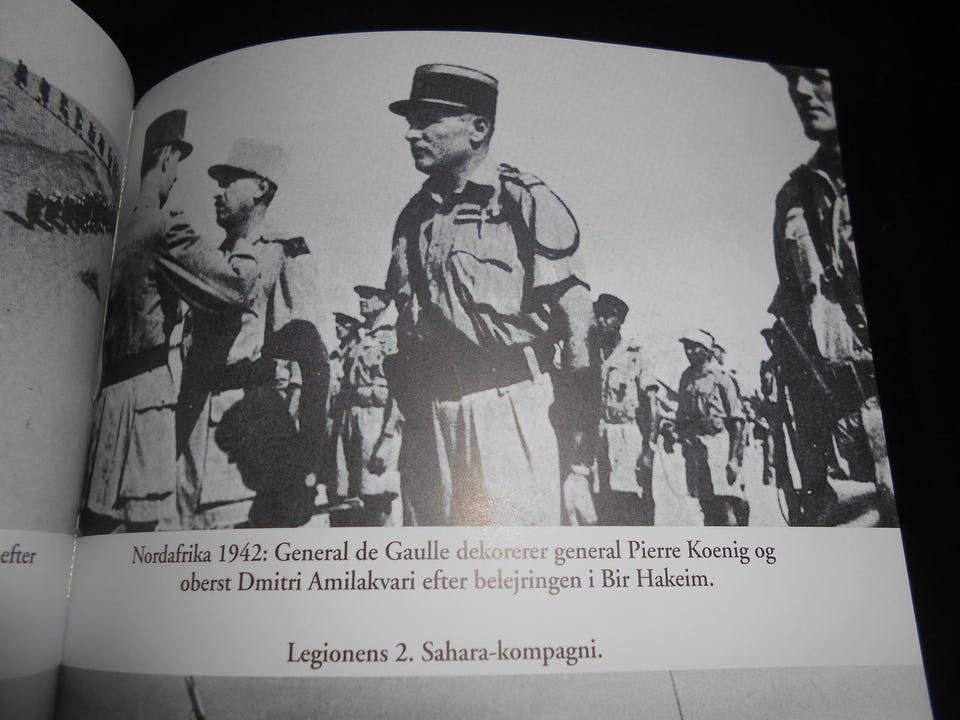 efter
Nordafrika 1942: General de Gaulle dekorerer general Pierre Koenig og
oberst Dmitri Amilakvari efter belejringen i Bir Hakeim.
Legionens 2. Sahara-kompagni.